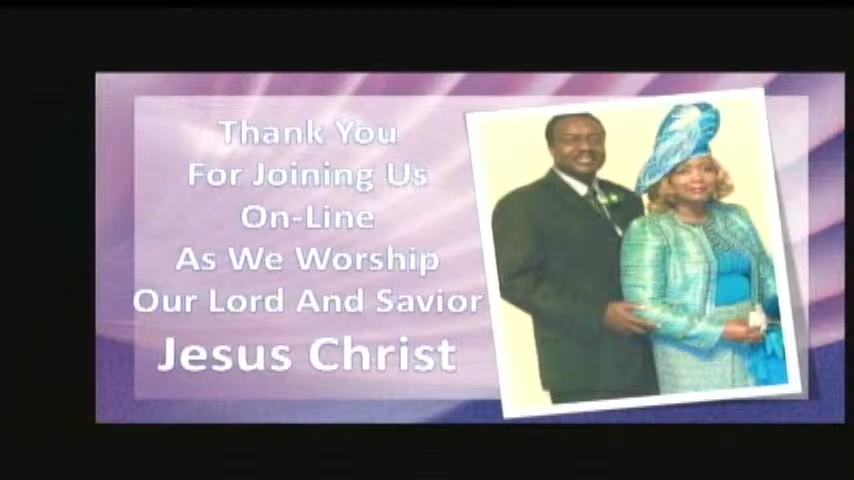 Thank You
For Joining Us
On-Line
As We Worship
Our Lord And Savior
Jesus Christ